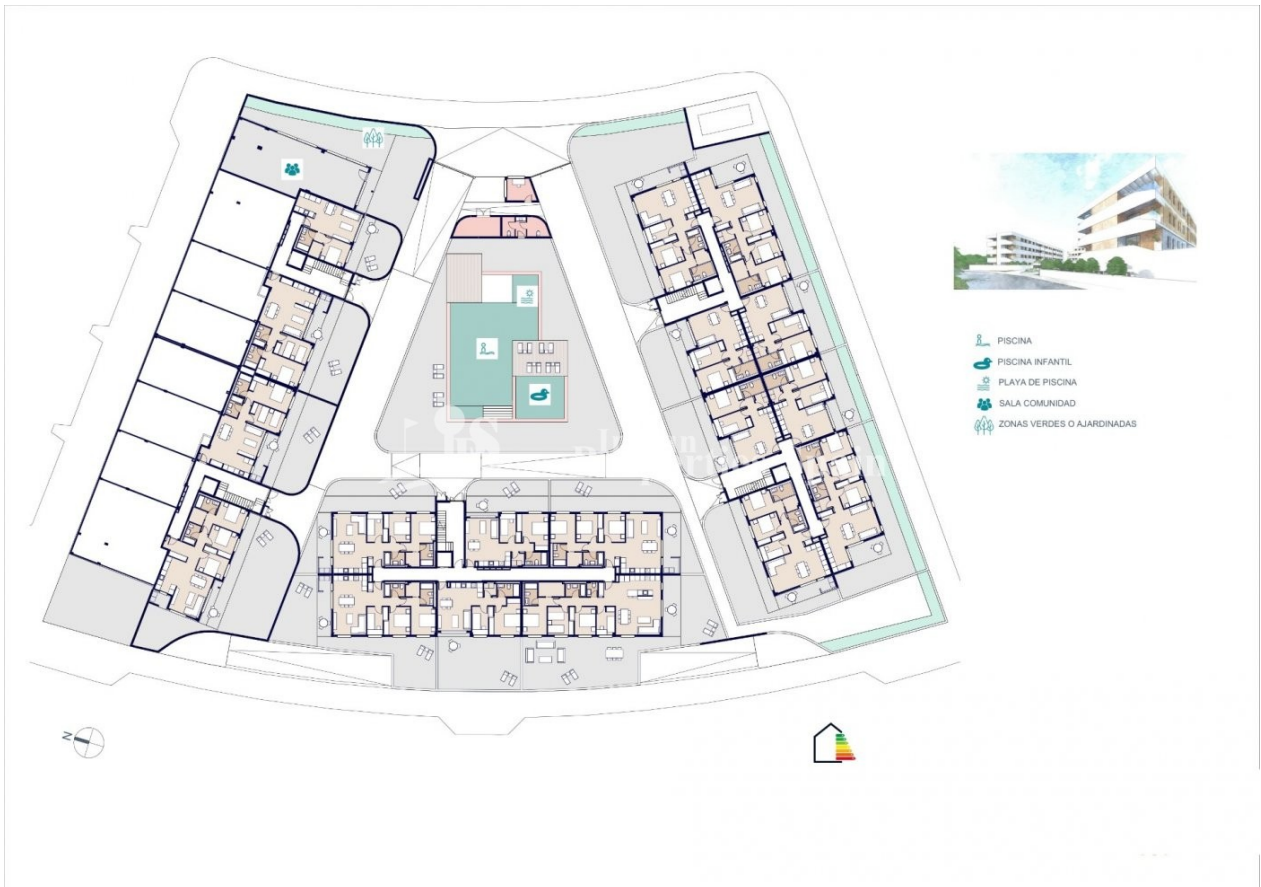 PISCINA
PISCINA INFANTIL
PLAYA DE PISCINA
SALA COMUNIDAD
ZONAS VERDES O AJARDINADAS
N